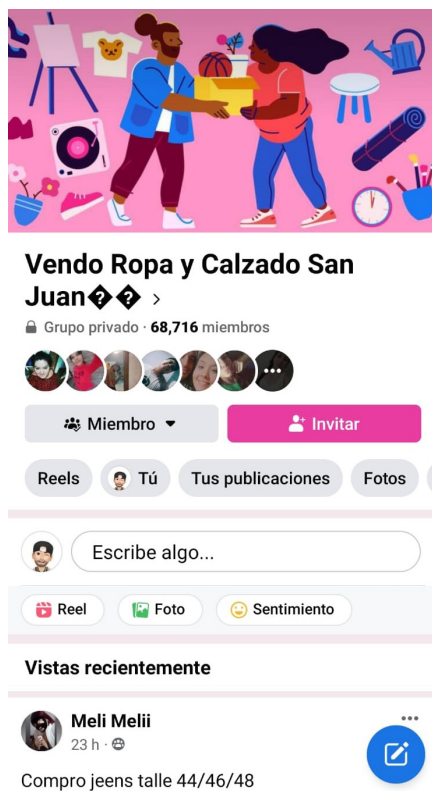 Vendo Ropa y Calzado San
Juan�� >
Grupo privado · 68,716 miembros
Miembro
Invitar
Reels
Tú
Tus publicaciones
Fotos
Escribe algo...
Reel
Foto
Sentimiento
Vistas recientemente
Meli Melii
23 h ·
Compro jeens talle 44/46/48